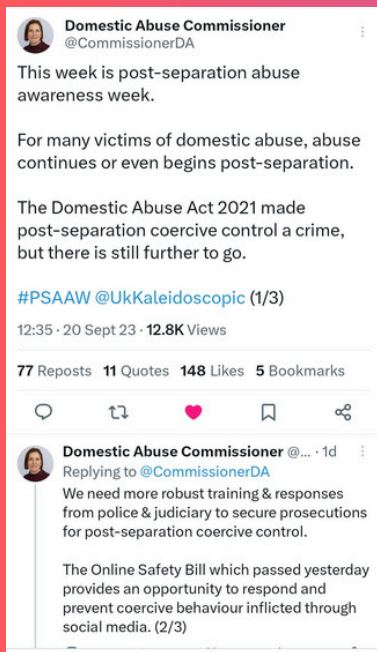 Domestic Abuse Commissioner
@CommissionerDA
This week is post-separation abuse
awareness week.
For many victims of domestic abuse, abuse
continues or even begins post-separation.
The Domestic Abuse Act 2021 made
post-separation coercive control a crime,
but there is still further to go.
#PSAAW @UkKaleidoscopic (1/3)
12:35 · 20 Sept 23 · 12.8K Views
77 Reposts 11 Quotes 148 Likes 5 Bookmarks
Domestic Abuse Commissioner @... · 1d
Replying to @CommissionerDA
We need more robust training & responses
from police & judiciary to secure prosecutions
for post-separation coercive control.
The Online Safety Bill which passed yesterday
provides an opportunity to respond and
prevent coercive behaviour inflicted through
social media. (2/3)